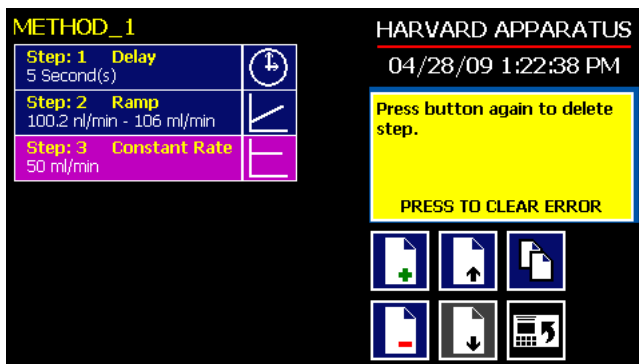 METHOD_1
Step: 1 Delay
5 Second(s)
Step: 2 Ramp
100.2 nl/min - 106 ml/min
Step: 3 Constant Rate
50 ml/min
HARVARD APPARATUS
04/28/09 1:22:38 PM
Press button again to delete
step.
PRESS TO CLEAR ERROR